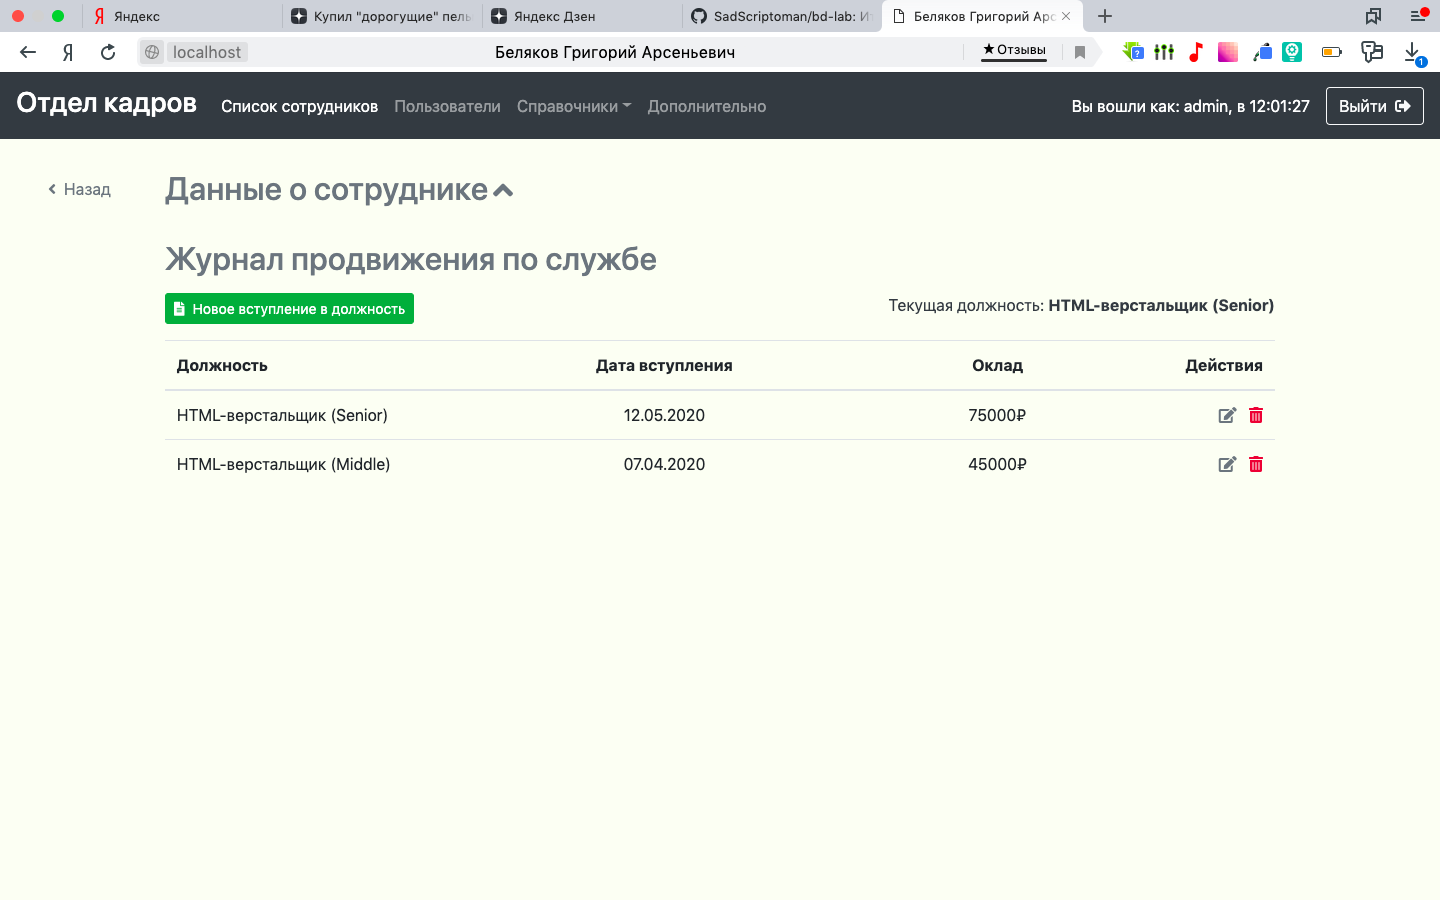 Яндекс
Купил "дорогущие" пель
Яндекс Дзен
SadScriptoman/bd-lab: Ит
Беляков Григорий Арс
localhost
Беляков Григорий Арсеньевич
★Отзывы
1
Отдел кадров
Список сотрудников
Пользователи
Справочники
Дополнительно
Вы вошли как: admin, в 12:01:27
Выйти
Назад
Данные о сотруднике
Журнал продвижения по службе
Новое вступление в должность
Текущая должность: HTML-верстальщик (Senior)
Должность Дата вступления Оклад Действия
HTML-верстальщик (Senior) 12.05.2020 75000₽
HTML-верстальщик (Middle) 07.04.2020 45000₽